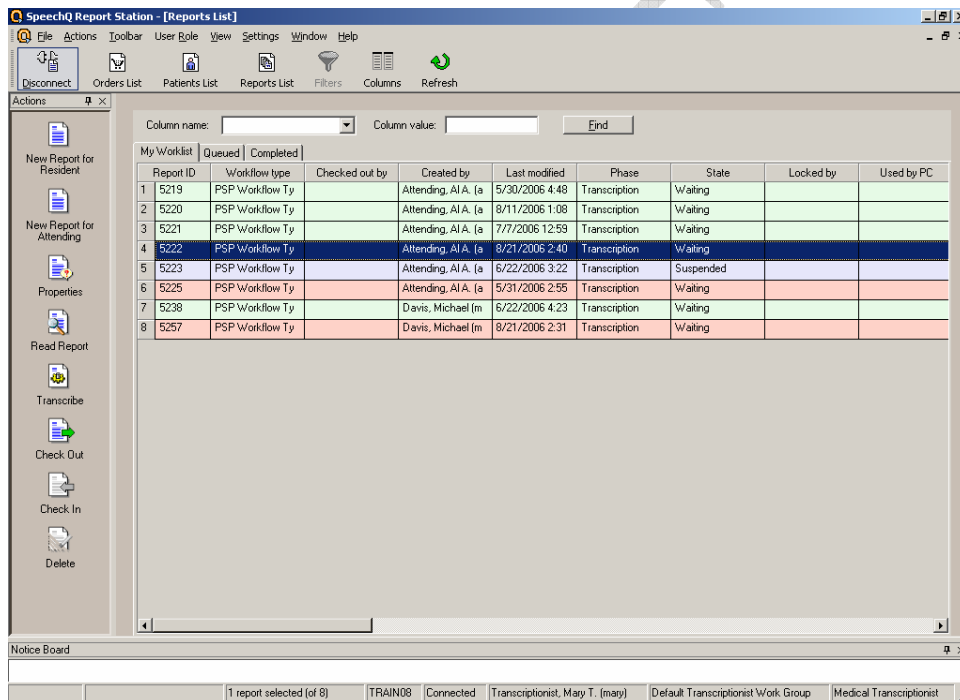 SpeechQ Report Station - [Reports List]
File Actions Toolbar User Role View Settings Window Help
Disconnect Orders List Patients List Reports List Filters Columns Refresh
Actions
New Report for Resident
New Report for Attending
Properties
Read Report
Transcribe
Check Out
Check In
Delete
Column name: Column value: Find
My Worklist Queued Completed
Report ID Workflow type Checked out by Created by Last modified Phase State Locked by Used by PC
1 5219 PSP Workflow Ty Attending, Al A. (a 5/30/2006 4:48 Transcription Waiting
2 5220 PSP Workflow Ty Attending, Al A. (a 8/11/2006 1:08 Transcription Waiting
3 5221 PSP Workflow Ty Attending, Al A. (a 7/7/2006 12:59 Transcription Waiting
4 5222 PSP Workflow Ty Attending, Al A. (a 8/21/2006 2:40 Transcription Waiting
5 5223 PSP Workflow Ty Attending, Al A. (a 6/22/2006 3:22 Transcription Suspended
6 5225 PSP Workflow Ty Attending, Al A. (a 5/31/2006 2:55 Transcription Waiting
7 5238 PSP Workflow Ty Davis, Michael (m 6/22/2006 4:23 Transcription Waiting
8 5257 PSP Workflow Ty Davis, Michael (m 8/21/2006 2:31 Transcription Waiting
Notice Board
1 report selected (of 8) TRAIN08 Connected Transcriptionist, Mary T. (mary) Default Transcriptionist Work Group Medical Transcriptionist